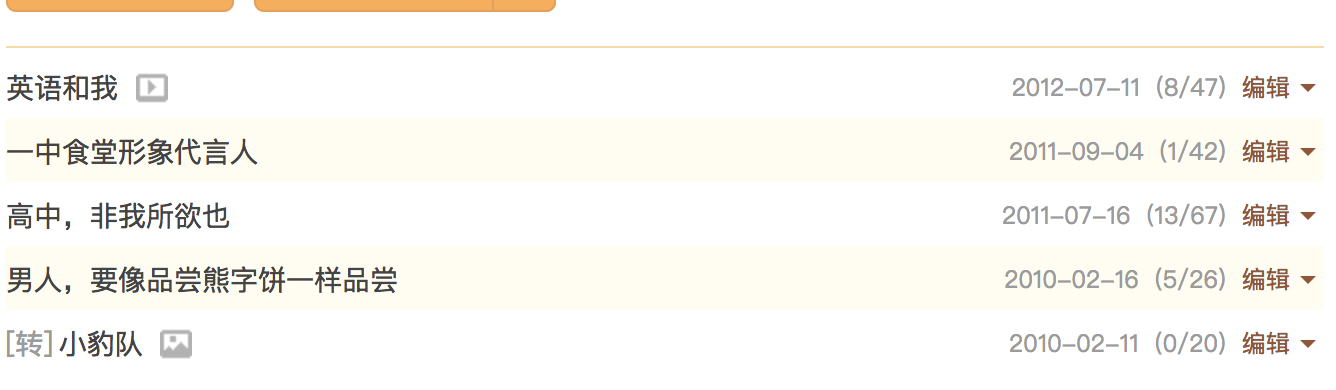 英语和我 2012-07-11 (8/47) 编辑
一中食堂形象代言人 2011-09-04 (1/42) 编辑
高中，非我所欲也 2011-07-16 (13/67) 编辑
男人，要像品尝熊字饼一样品尝 2010-02-16 (5/26) 编辑
[转] 小豹队 2010-02-11 (0/20) 编辑